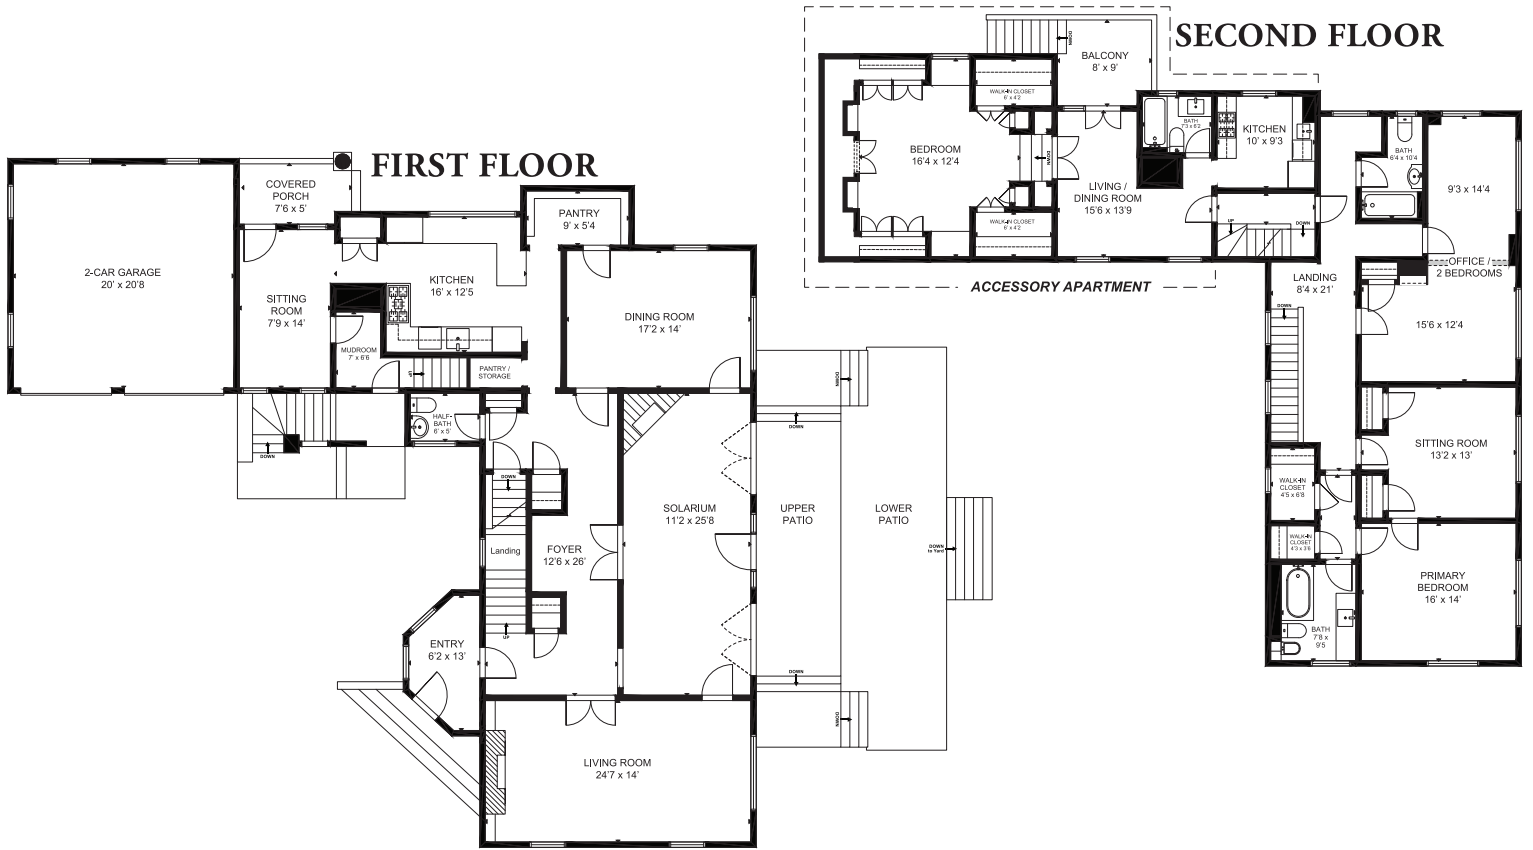 FIRST FLOOR
COVERED
PORCH
7'6 x 5'
2-CAR GARAGE
20' x 20'8
SITTING
ROOM
7'9 x 14'
PANTRY
9' x 5'4
KITCHEN
16' x 12'5
MUDROOM
7' x 6'6
UP
PANTRY /
STORAGE
DINING ROOM
17'2 x 14'
HALF-
BATH
6' x 5'
DOWN
DOWN
Landing
UP
FOYER
12'6 x 26'
SOLARIUM
11'2 x 25'8
ENTRY
6'2 x 13'
LIVING ROOM
24'7 x 14'
DOWN
DOWN
UPPER
PATIO
LOWER
PATIO
DOWN
to Yard
DOWN
DOWN
SECOND FLOOR
DOWN
BALCONY
8' x 9'
WALK-IN CLOSET
6' x 4'2
BEDROOM
16'4 x 12'4
DOWN
WALK-IN CLOSET
6' x 4'2
BATH
7'3 x 6'2
KITCHEN
10' x 9'3
LIVING /
DINING ROOM
15'6 x 13'9
UP
DOWN
ACCESSORY APARTMENT
BATH
6'4 x 10'4
9'3 x 14'4
OFFICE /
2 BEDROOMS
15'6 x 12'4
LANDING
8'4 x 21'
DOWN
SITTING ROOM
13'2 x 13'
WALK-IN
CLOSET
4'5 x 6'8
WALK-IN
CLOSET
4'3 x 3'6
PRIMARY
BEDROOM
16' x 14'
BATH
7'8 x
9'5